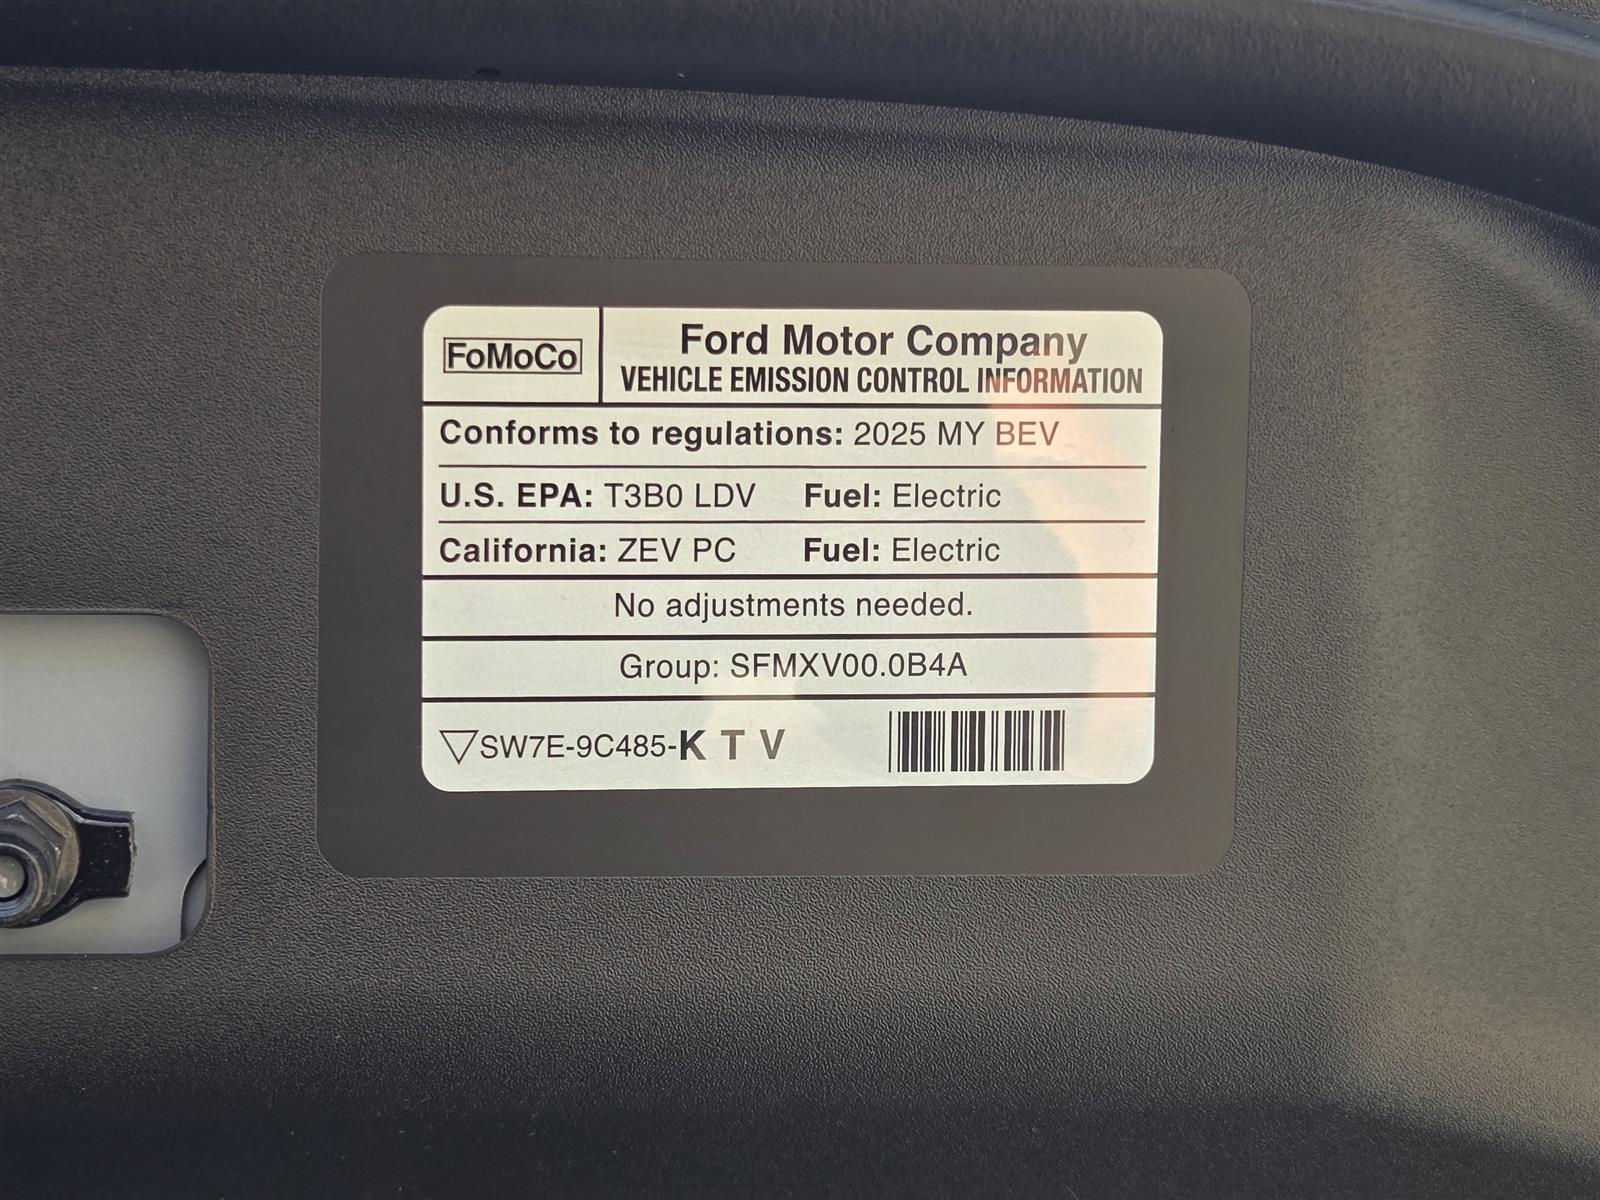 FoMoCo
Ford Motor Company
VEHICLE EMISSION CONTROL INFORMATION
Conforms to regulations: 2025 MY BEV
U.S. EPA: T3B0 LDV Fuel: Electric
California: ZEV PC Fuel: Electric
No adjustments needed.
Group: SFMXV00.0B4A
SW7E-9C485-K T V